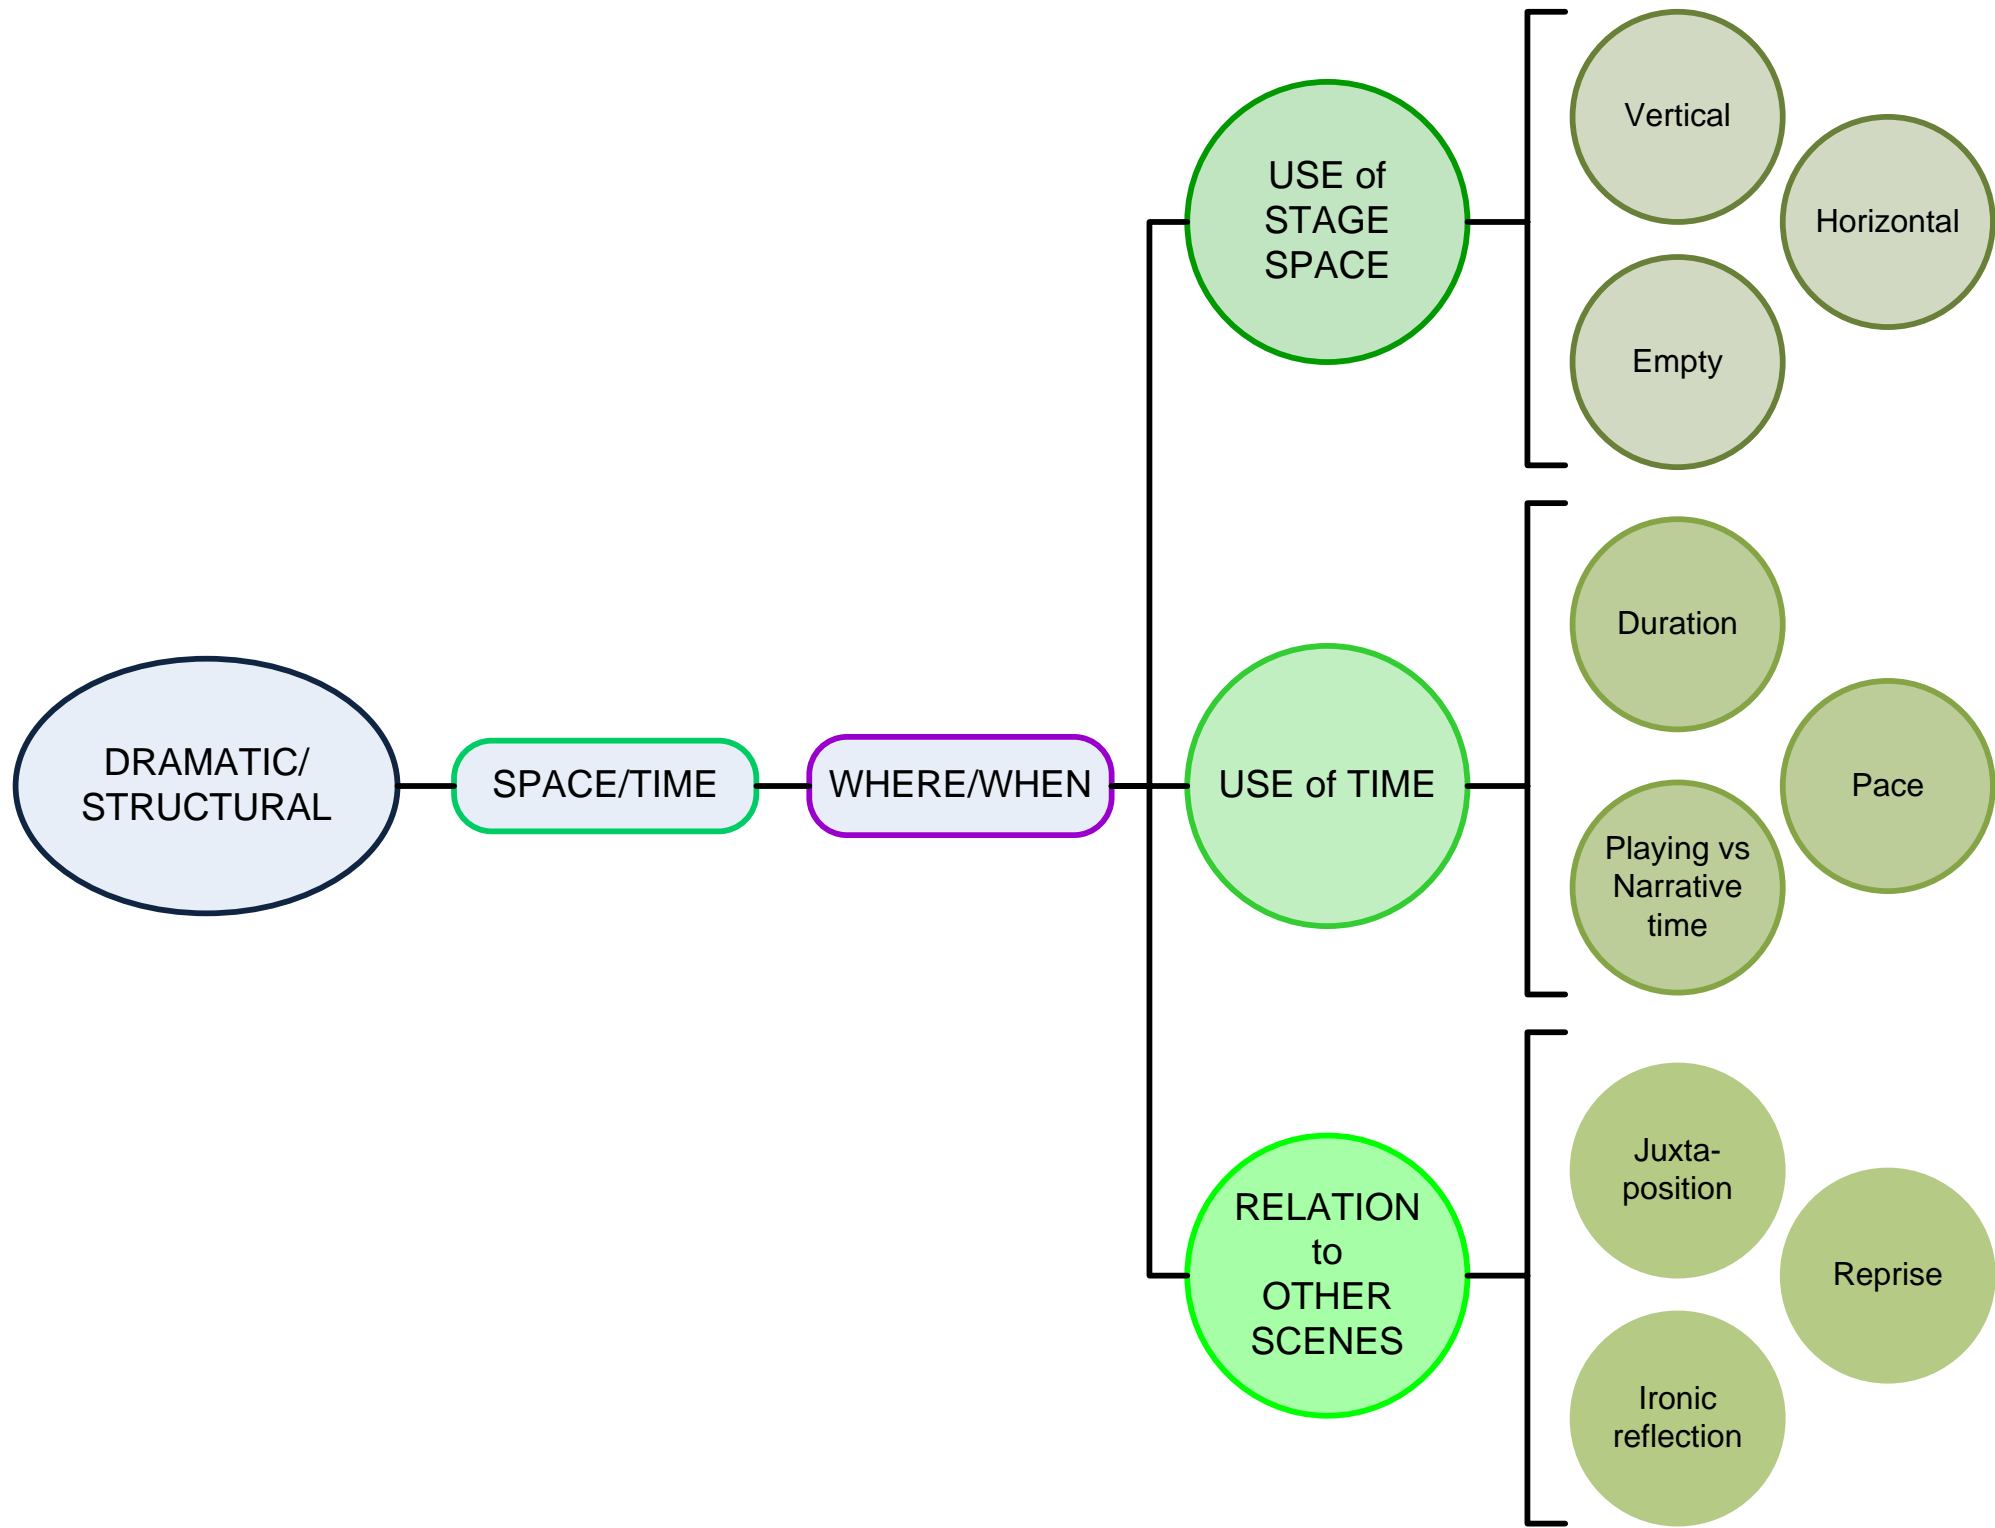 DRAMATIC/
STRUCTURAL
SPACE/TIME
WHERE/WHEN
USE of
STAGE
SPACE
Vertical
Horizontal
Empty
USE of TIME
Duration
Pace
Playing vs
Narrative
time
RELATION
to
OTHER
SCENES
Juxta-
position
Reprise
Ironic
reflection